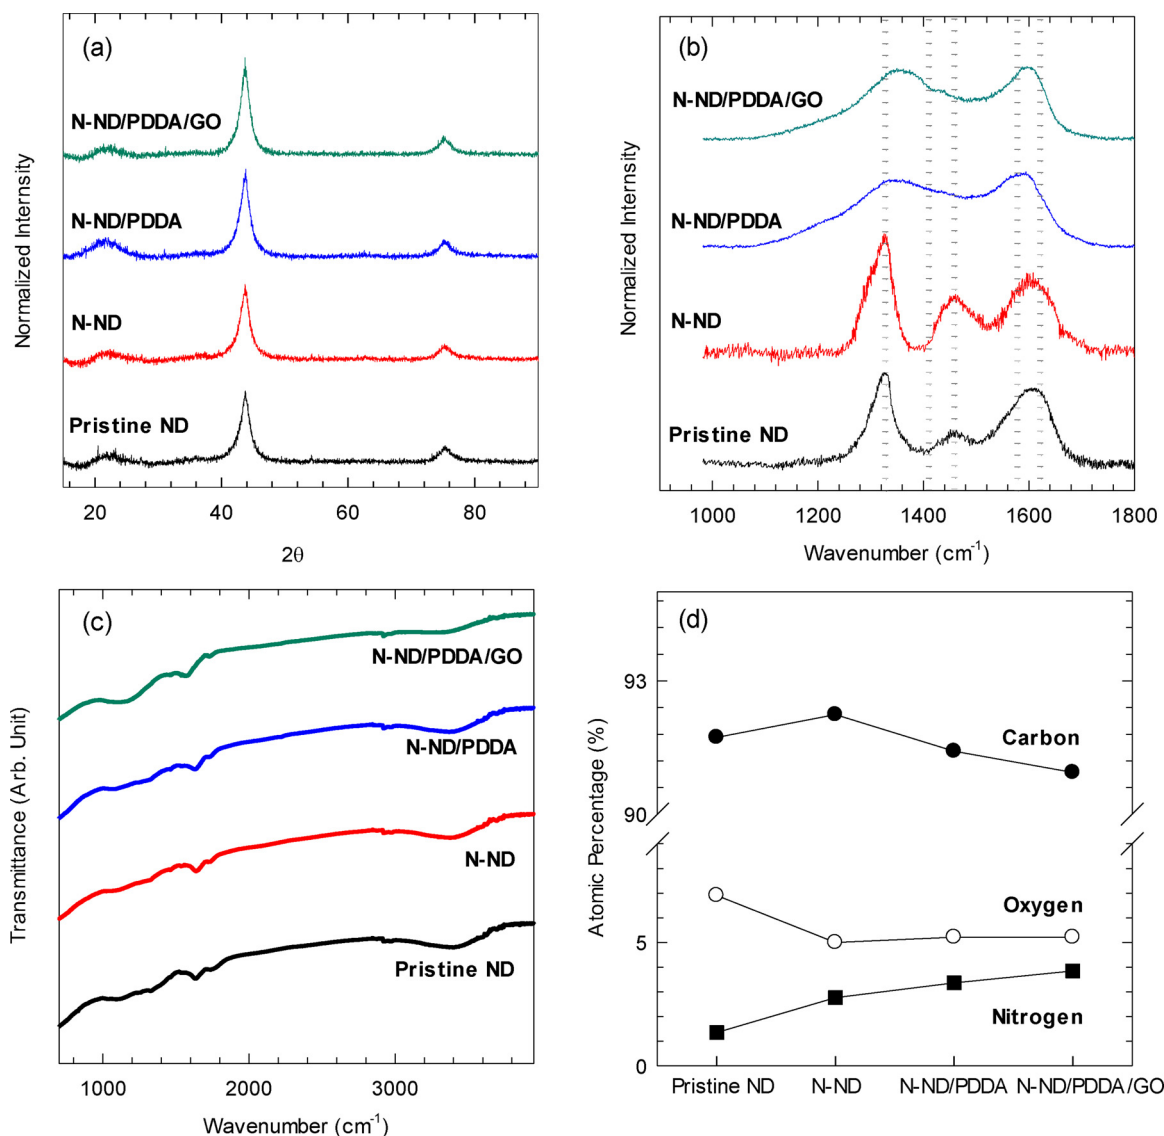 (a)
N-ND/PDDA/GO
N-ND/PDDA
N-ND
Pristine ND
Normalized Internsity
20 40 60 80
2θ
(b)
N-ND/PDDA/GO
N-ND/PDDA
N-ND
Pristine ND
Normalized Internsity
1000 1200 1400 1600 1800
Wavenumber (cm⁻¹)
(c)
N-ND/PDDA/GO
N-ND/PDDA
N-ND
Pristine ND
Transmittance (Arb. Unit)
1000 2000 3000
Wavenumber (cm⁻¹)
(d)
93
Carbon
90
Atomic Percentage (%)
Oxygen
5
Nitrogen
0
Pristine ND N-ND N-ND/PDDA N-ND/PDDA/GO